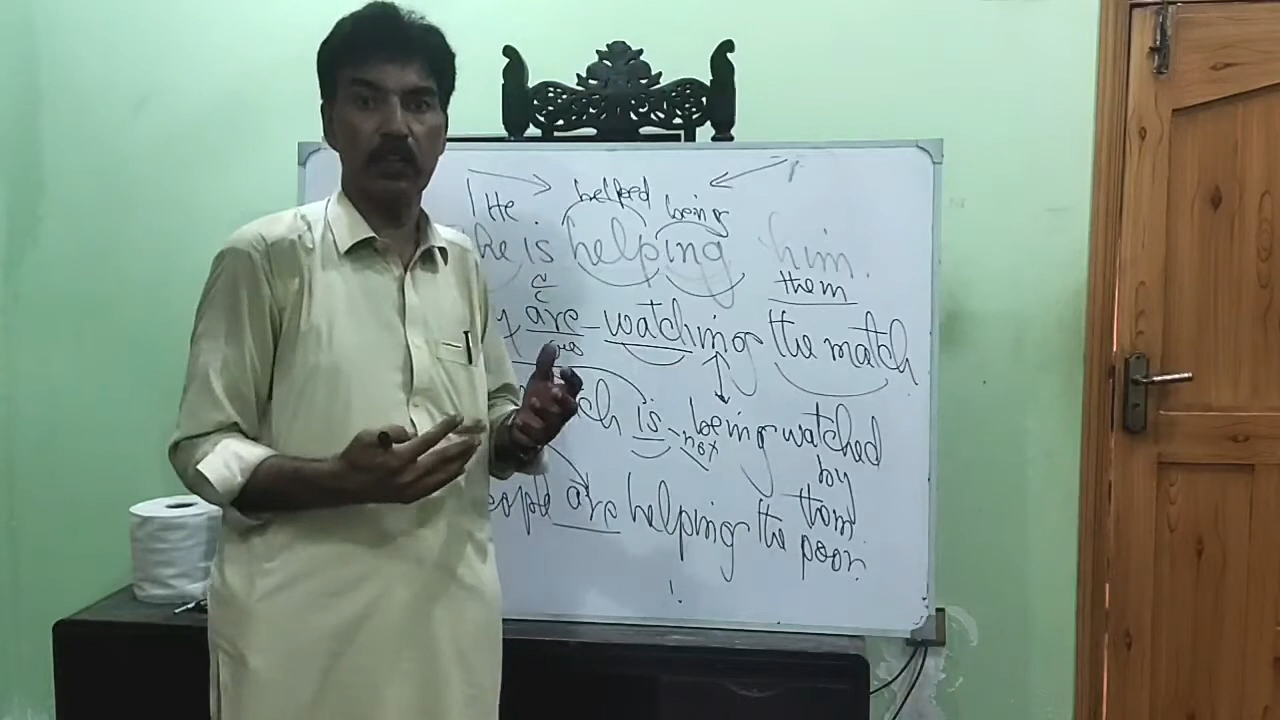 He helped being
is helping him.
them
are watching the match
is not being watched
by
are helping the poor.